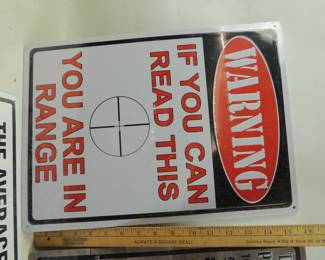 WARNING
IF YOU CAN
READ THIS
YOU ARE IN
RANGE
THE AVERAGE
ALWAYS A SQUARE DEAL